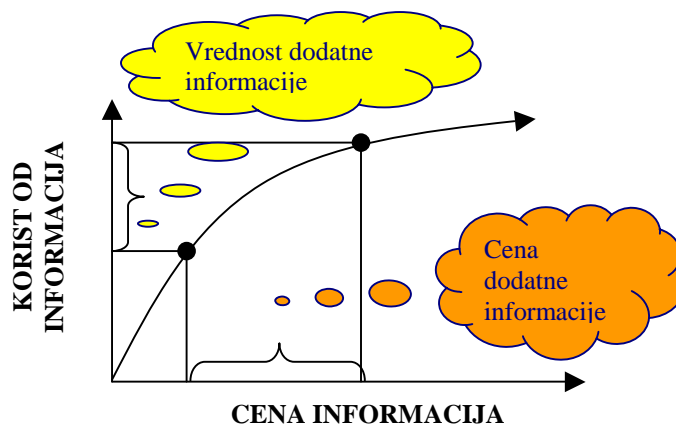 Vrednost dodatne
informacije
KORIST OD
INFORMACIJA
Cena
dodatne
informacije
CENA INFORMACIJA